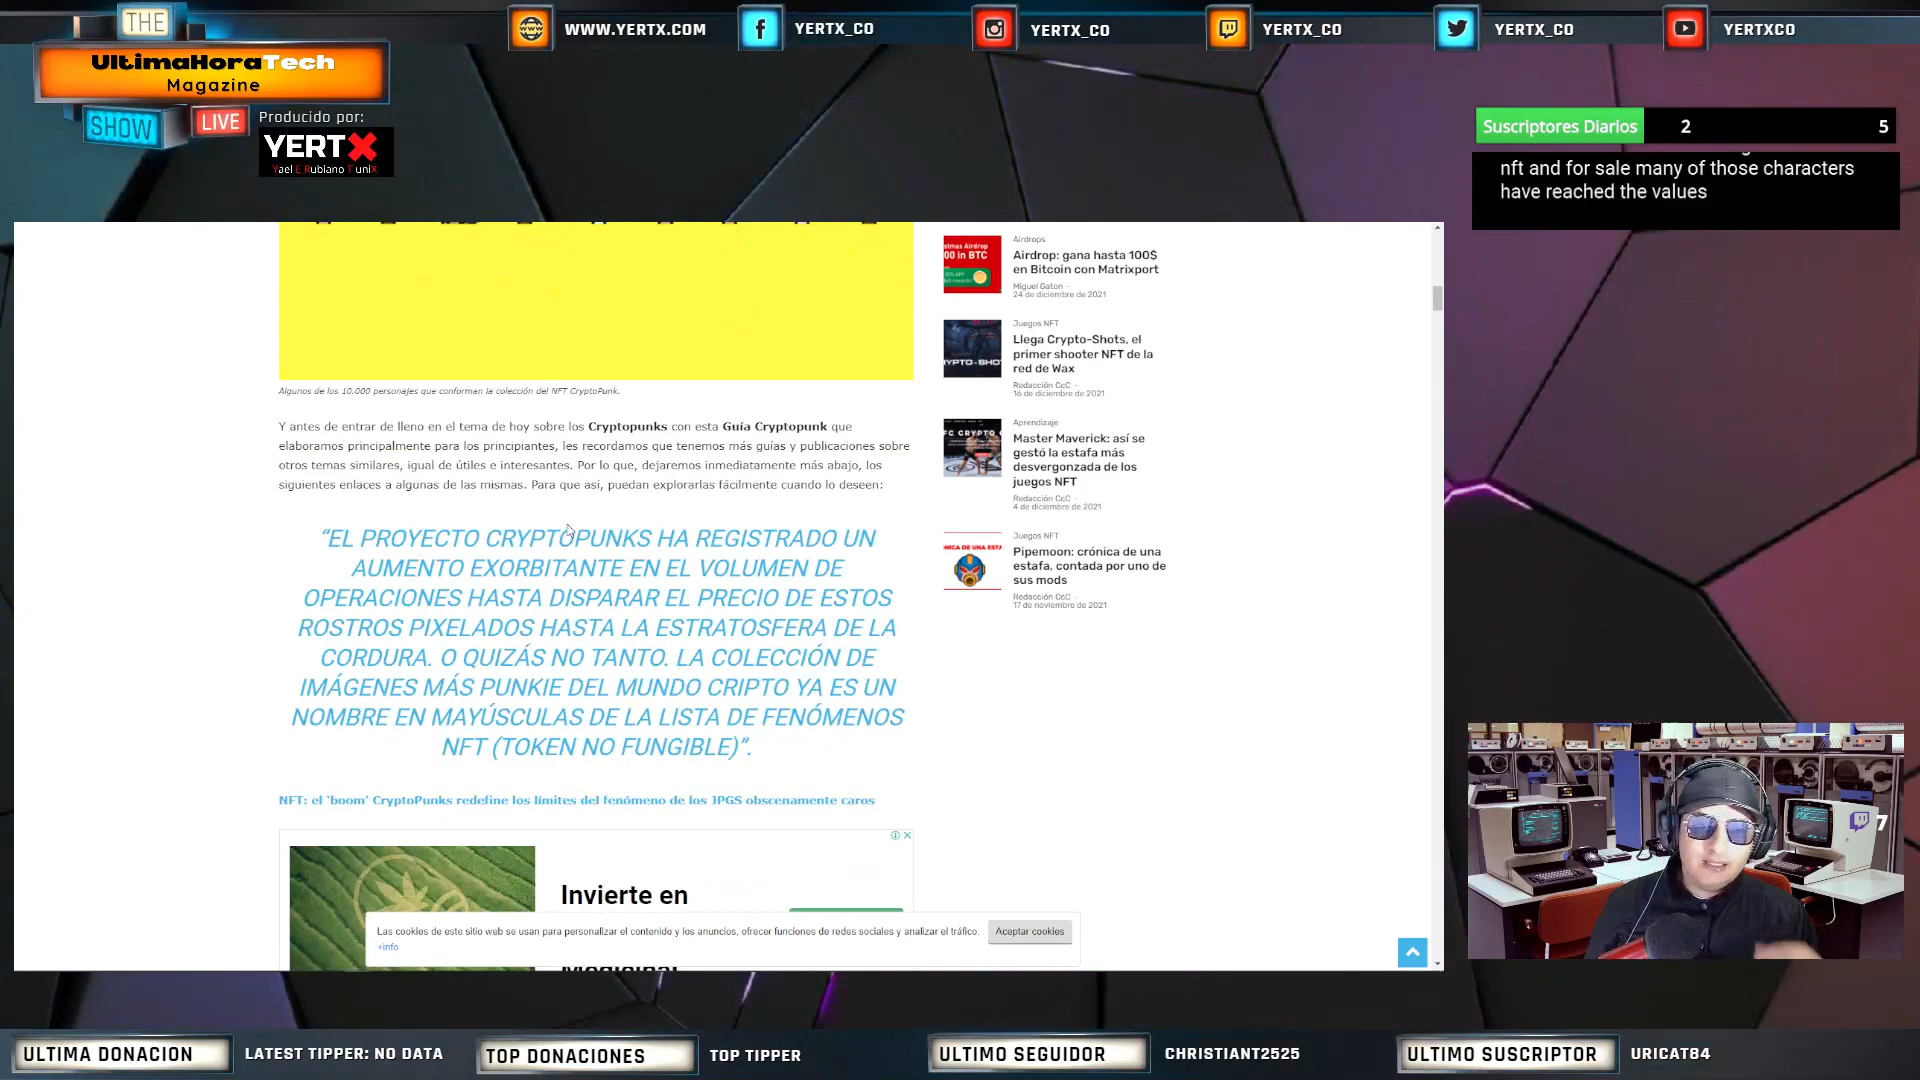 THE
UltimaHoraTech
Magazine
SHOW
LIVE
Producido por:
YERTX
Yael E Rubiano T uniX
WWW.YERTX.COM
YERTX_CO
YERTX_CO
YERTX_CO
YERTX_CO
YERTXCO
Suscriptores Diarios 2 5
nft and for sale many of those characters
have reached the values
Algunos de los 10.000 personajes que conforman la colección del NFT CryptoPunk.
Y antes de entrar de lleno en el tema de hoy sobre los Cryptopunks con esta Guía Cryptopunk que
elaboramos principalmente para los principiantes, les recordamos que tenemos más guías y publicaciones sobre
otros temas similares, igual de útiles e interesantes. Por lo que, dejaremos inmediatamente más abajo, los
siguientes enlaces a algunas de las mismas. Para que así, puedan explorarlas fácilmente cuando lo deseen:
“EL PROYECTO CRYPTOPUNKS HA REGISTRADO UN
AUMENTO EXORBITANTE EN EL VOLUMEN DE
OPERACIONES HASTA DISPARAR EL PRECIO DE ESTOS
ROSTROS PIXELADOS HASTA LA ESTRATOSFERA DE LA
CORDURA. O QUIZÁS NO TANTO. LA COLECCIÓN DE
IMÁGENES MÁS PUNKIE DEL MUNDO CRIPTO YA ES UN
NOMBRE EN MAYÚSCULAS DE LA LISTA DE FENÓMENOS
NFT (TOKEN NO FUNGIBLE)”.
NFT: el ‘boom’ CryptoPunks redefine los límites del fenómeno de los JPGS obscenamente caros
Invierte en
Las cookies de este sitio web se usan para personalizar el contenido y los anuncios, ofrecer funciones de redes sociales y analizar el tráfico.
+info
Aceptar cookies
Airdrops
Airdrop: gana hasta 100$
en Bitcoin con Matrixport
Miguel Gaton -
24 de diciembre de 2021
Juegos NFT
Llega Crypto-Shots, el
primer shooter NFT de la
red de Wax
Redacción CcC -
16 de diciembre de 2021
Aprendizaje
Master Maverick: así se
gestó la estafa más
desvergonzada de los
juegos NFT
Redacción CcC -
4 de diciembre de 2021
Juegos NFT
Pipemoon: crónica de una
estafa, contada por uno de
sus mods
Redacción CcC -
17 de noviembre de 2021
7
ULTIMA DONACION
LATEST TIPPER: NO DATA
TOP DONACIONES
TOP TIPPER
ULTIMO SEGUIDOR
CHRISTIANT2525
ULTIMO SUSCRIPTOR
URICAT84